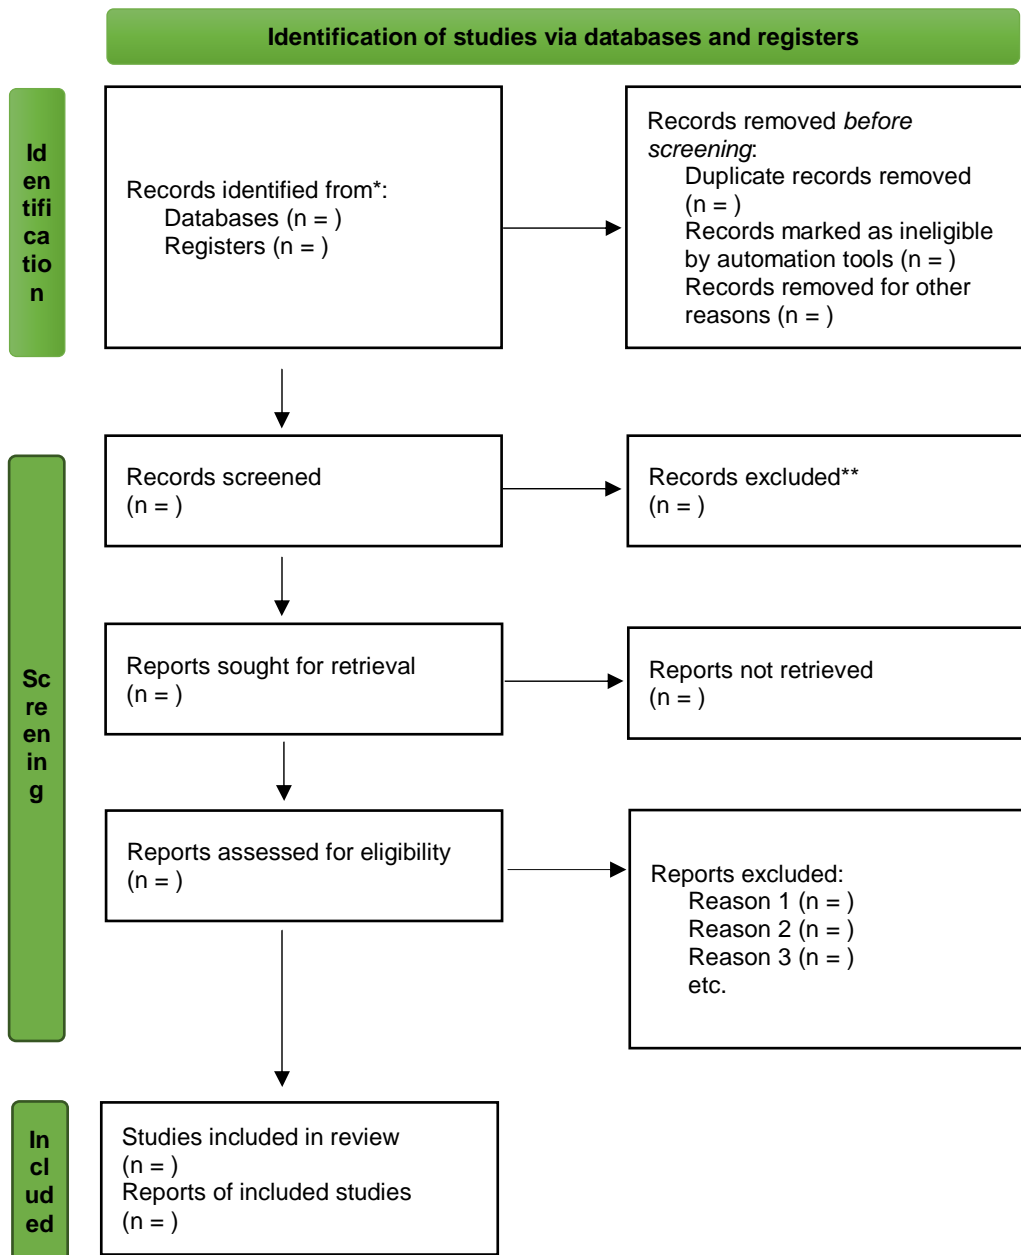 Identification of studies via databases and registers
Id
en
tifi
ca
tio
n
Records identified from*:
Databases (n = )
Registers (n = )
Records removed before
screening:
Duplicate records removed
(n = )
Records marked as ineligible
by automation tools (n = )
Records removed for other
reasons (n = )
Sc
re
en
in
g
Records screened
(n = )
Records excluded**
(n = )
Reports sought for retrieval
(n = )
Reports not retrieved
(n = )
Reports assessed for eligibility
(n = )
Reports excluded:
Reason 1 (n = )
Reason 2 (n = )
Reason 3 (n = )
etc.
In
cl
ud
ed
Studies included in review
(n = )
Reports of included studies
(n = )